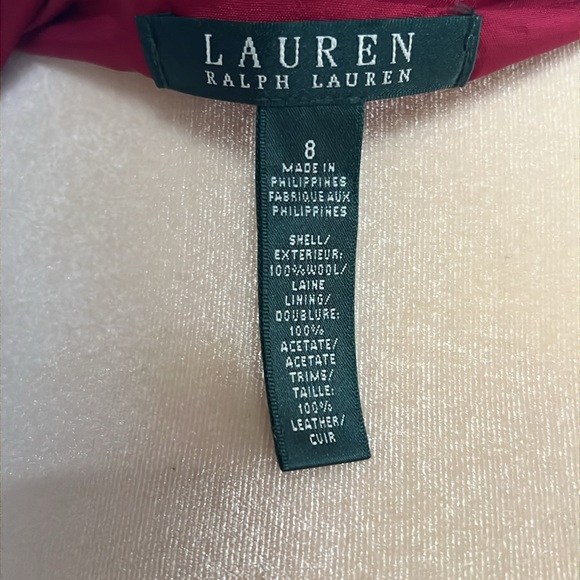 LAUREN
RALPH LAUREN
8
MADE IN
PHILIPPINES
FABRIQUE AUX
PHILIPPINES
SHELL/
EXTERIEUR:
100%WOOL/
LAINE
LINING/
DOUBLURE:
100%
ACETATE/
ACETATE
TRIMS/
TAILLE:
100%
LEATHER/
CUIR